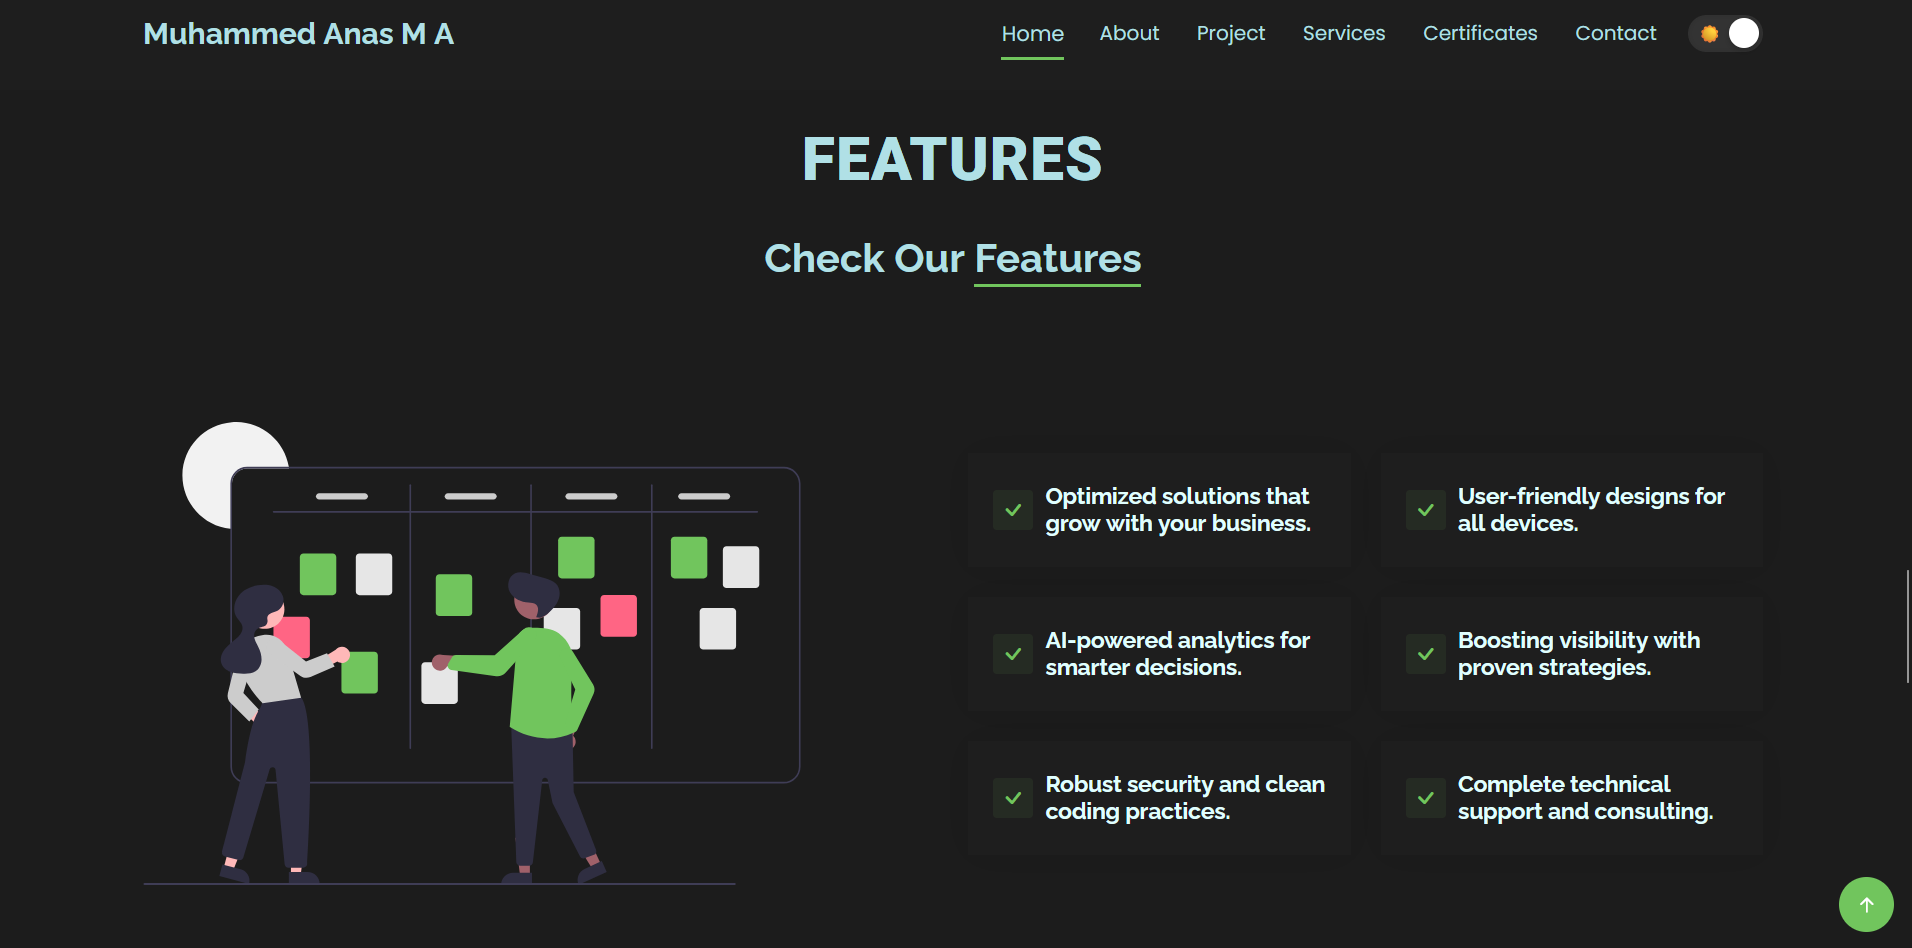 Muhammed Anas M A
Home About Project Services Certificates Contact
FEATURES
Check Our Features
Optimized solutions that
grow with your business.
User-friendly designs for
all devices.
AI-powered analytics for
smarter decisions.
Boosting visibility with
proven strategies.
Robust security and clean
coding practices.
Complete technical
support and consulting.